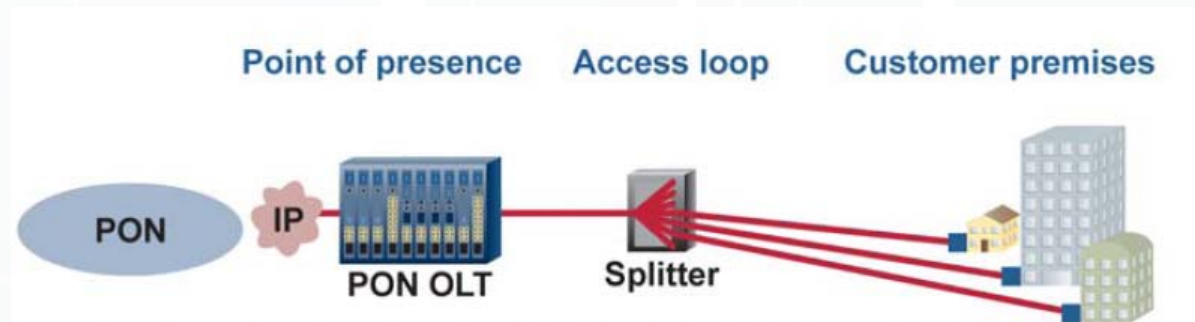 Point of presence Access loop Customer premises
PON IP
PON OLT Splitter